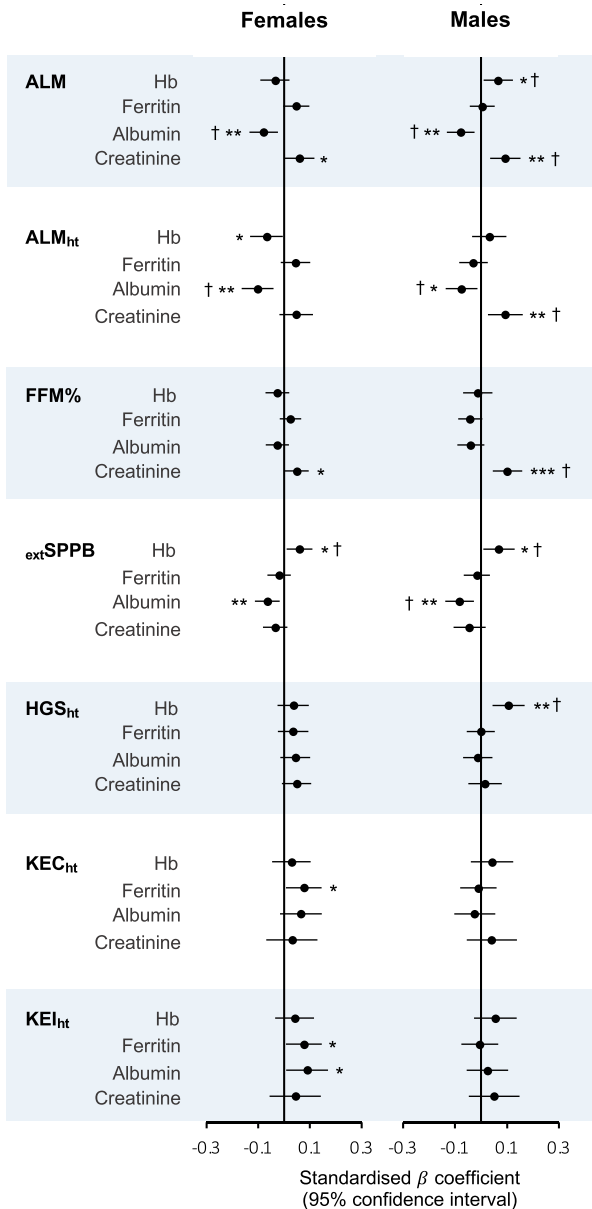 Females Males
ALM Hb *†
Ferritin
† ** Albumin † **
Creatinine * ** †
ALMht Hb *
Ferritin
Albumin † ** † *
Creatinine ** †
FFM% Hb
Ferritin
Albumin
Creatinine * *** †
extSPPB Hb *† *†
Ferritin
Albumin ** † **
Creatinine
HGSht Hb **†
Ferritin
Albumin
Creatinine
KECht Hb
Ferritin *
Albumin
Creatinine
KEIht Hb
Ferritin *
Albumin *
Creatinine
-0.3 -0.1 0.1 0.3 -0.3 -0.1 0.1 0.3
Standardised β coefficient
(95% confidence interval)